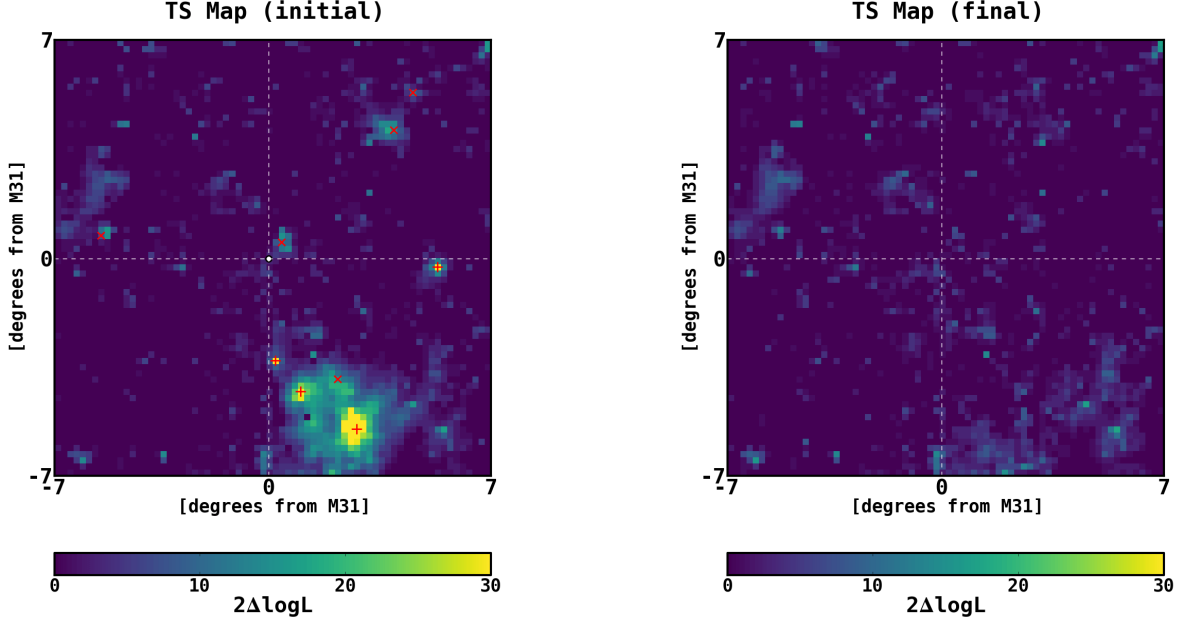 TS Map (initial)
7
0
-7
[degrees from M31]
-7 0 7
[degrees from M31]
0 10 20 30
2ΔlogL
TS Map (final)
7
0
-7
[degrees from M31]
-7 0 7
[degrees from M31]
0 10 20 30
2ΔlogL